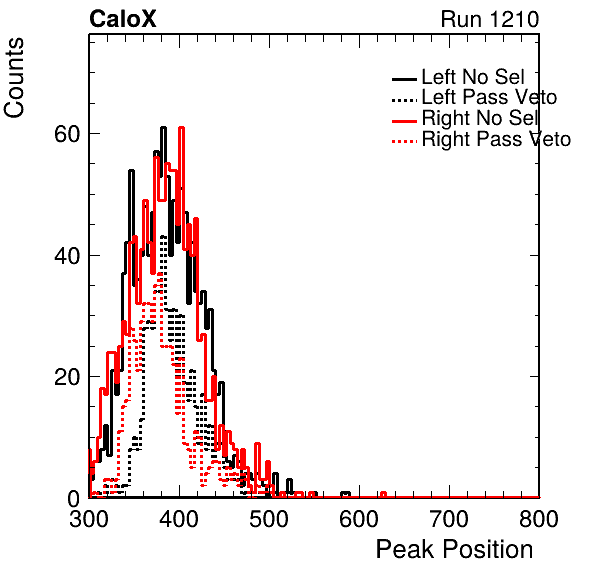 CaloX Run 1210
Counts
Left No Sel
Left Pass Veto
Right No Sel
Right Pass Veto
60
40
20
0
300 400 500 600 700 800
Peak Position